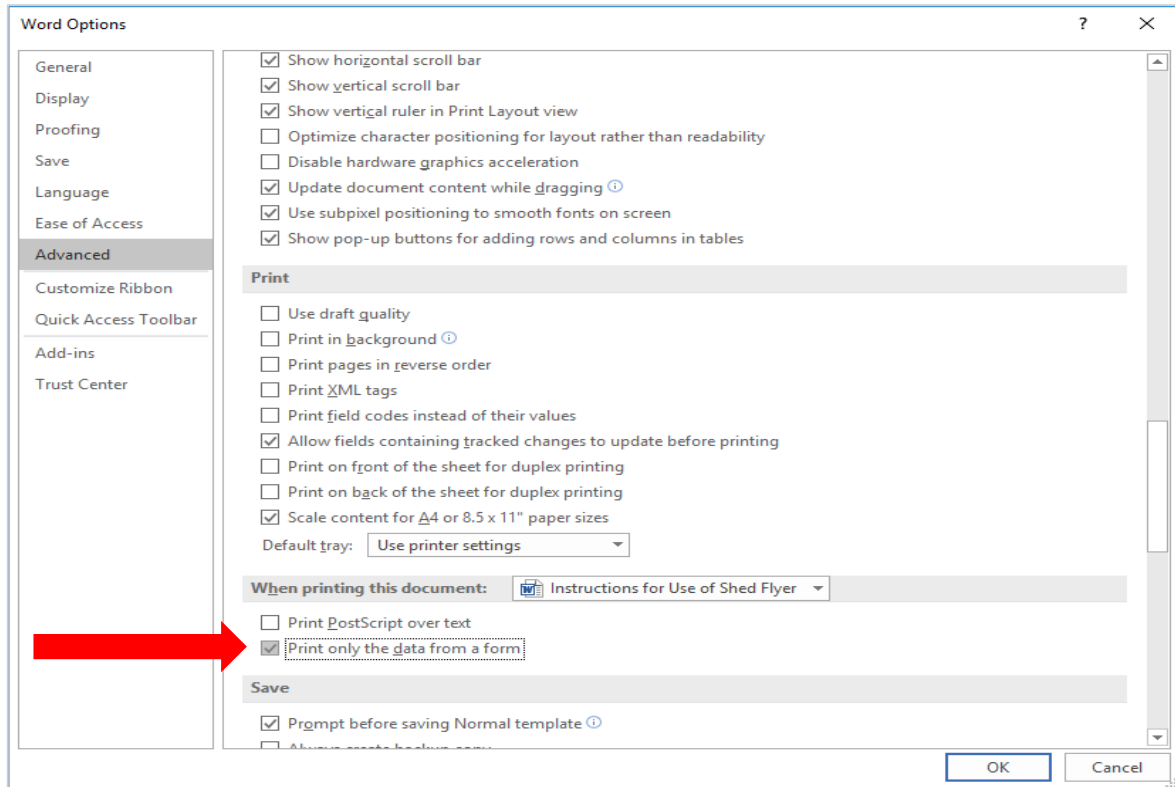 Word Options
?
General
Display
Proofing
Save
Language
Ease of Access
Advanced
Customize Ribbon
Quick Access Toolbar
Add-ins
Trust Center
Show horizontal scroll bar
Show vertical scroll bar
Show vertical ruler in Print Layout view
Optimize character positioning for layout rather than readability
Disable hardware graphics acceleration
Update document content while dragging
Use subpixel positioning to smooth fonts on screen
Show pop-up buttons for adding rows and columns in tables
Print
Use draft quality
Print in background
Print pages in reverse order
Print XML tags
Print field codes instead of their values
Allow fields containing tracked changes to update before printing
Print on front of the sheet for duplex printing
Print on back of the sheet for duplex printing
Scale content for A4 or 8.5 x 11" paper sizes
Default tray: Use printer settings
When printing this document: Instructions for Use of Shed Flyer
Print PostScript over text
Print only the data from a form
Save
Prompt before saving Normal template
Always create backup copy
OK Cancel